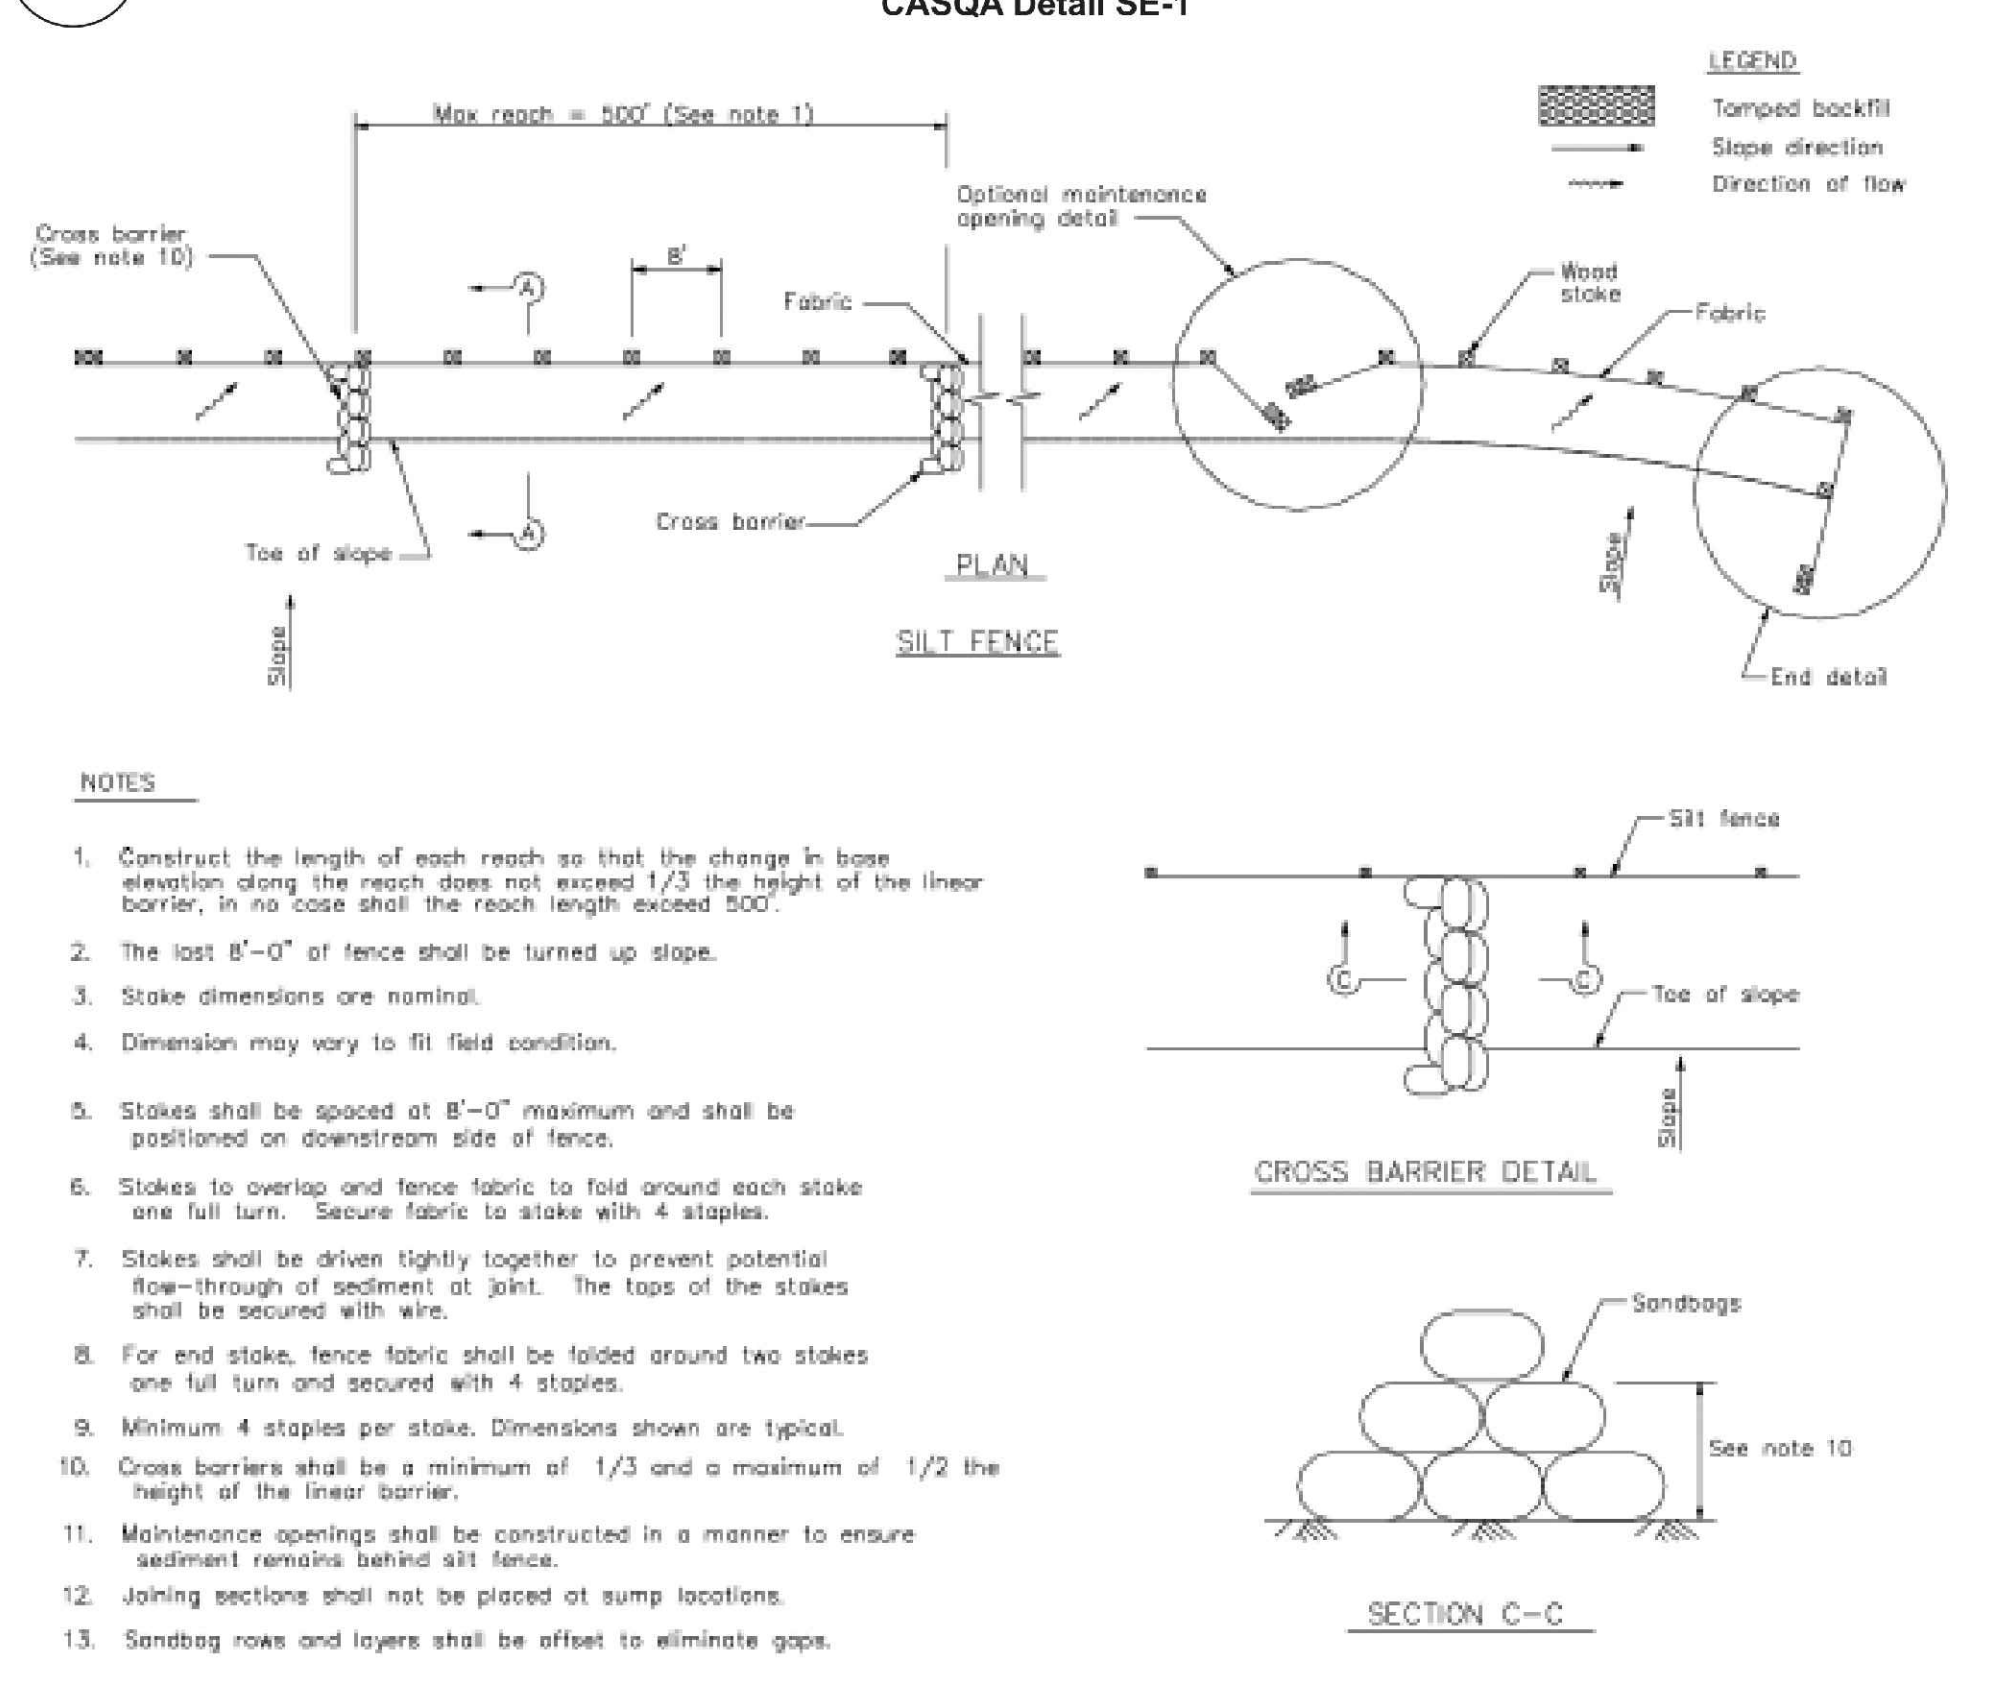 CASQA Detail SE-1
LEGEND
Tamped backfill
Slope direction
Direction of flow
Max reach = 500' (See note 1)
Optional maintenance
opening detail
Cross barrier
(See note 10)
A
8'
Fabric
Wood
stake
Fabric
Cross barrier
A
Toe of slope
PLAN
Slope
Slope
SILT FENCE
End detail
NOTES
1. Construct the length of each reach so that the change in base
elevation along the reach does not exceed 1/3 the height of the linear
barrier, in no case shall the reach length exceed 500'.
2. The last 8'-0" of fence shall be turned up slope.
3. Stake dimensions are nominal.
4. Dimension may vary to fit field condition.
5. Stakes shall be spaced at 8'-0" maximum and shall be
positioned on downstream side of fence.
6. Stakes to overlap and fence fabric to fold around each stake
one full turn. Secure fabric to stake with 4 staples.
7. Stakes shall be driven tightly together to prevent potential
flow-through of sediment at joint. The tops of the stakes
shall be secured with wire.
8. For end stake, fence fabric shall be folded around two stakes
one full turn and secured with 4 staples.
9. Minimum 4 staples per stake. Dimensions shown are typical.
10. Cross barriers shall be a minimum of 1/3 and a maximum of 1/2 the
height of the linear barrier.
11. Maintenance openings shall be constructed in a manner to ensure
sediment remains behind silt fence.
12. Joining sections shall not be placed at sump locations.
13. Sandbag rows and layers shall be offset to eliminate gaps.
Silt fence
C
C
Toe of slope
Slope
CROSS BARRIER DETAIL
Sandbags
See note 10
SECTION C-C